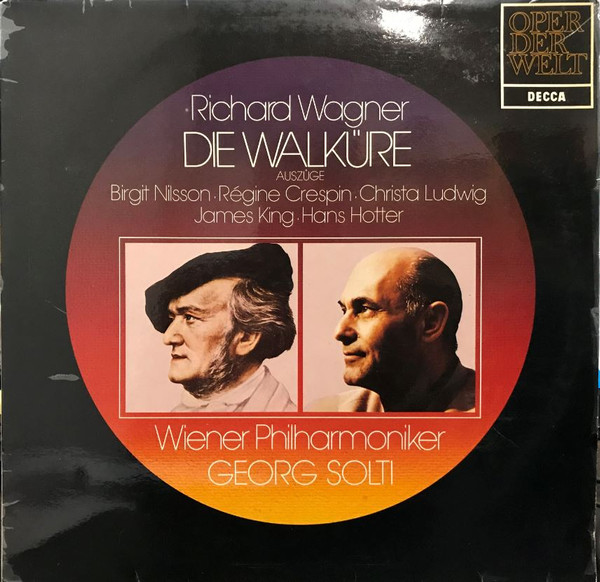 OPER
DER
WELT
DECCA
Richard Wagner
DIE WALKÜRE
AUSZÜGE
Birgit Nilsson · Régine Crespin · Christa Ludwig
James King · Hans Hotter
Wiener Philharmoniker
GEORG SOLTI